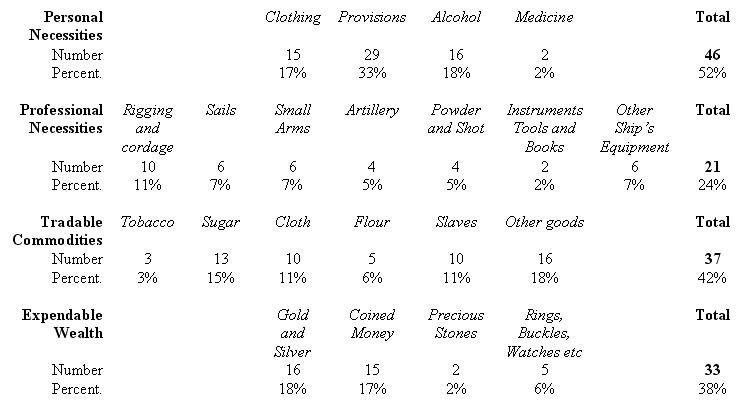 Personal Clothing Provisions Alcohol Medicine Total
Necessities
Number 15 29 16 2 46
Percent. 17% 33% 18% 2% 52%
Professional Rigging Sails Small Artillery Powder Instruments Other Total
Necessities and Arms and Shot Tools and Ship's
cordage Books Equipment
Number 10 6 6 4 4 2 6 21
Percent. 11% 7% 7% 5% 5% 2% 7% 24%
Tradable Tobacco Sugar Cloth Flour Slaves Other goods Total
Commodities
Number 3 13 10 5 10 16 37
Percent. 3% 15% 11% 6% 11% 18% 42%
Expendable Gold Coined Precious Rings, Total
Wealth and Money Stones Buckles,
Silver Watches etc
Number 16 15 2 5 33
Percent. 18% 17% 2% 6% 38%